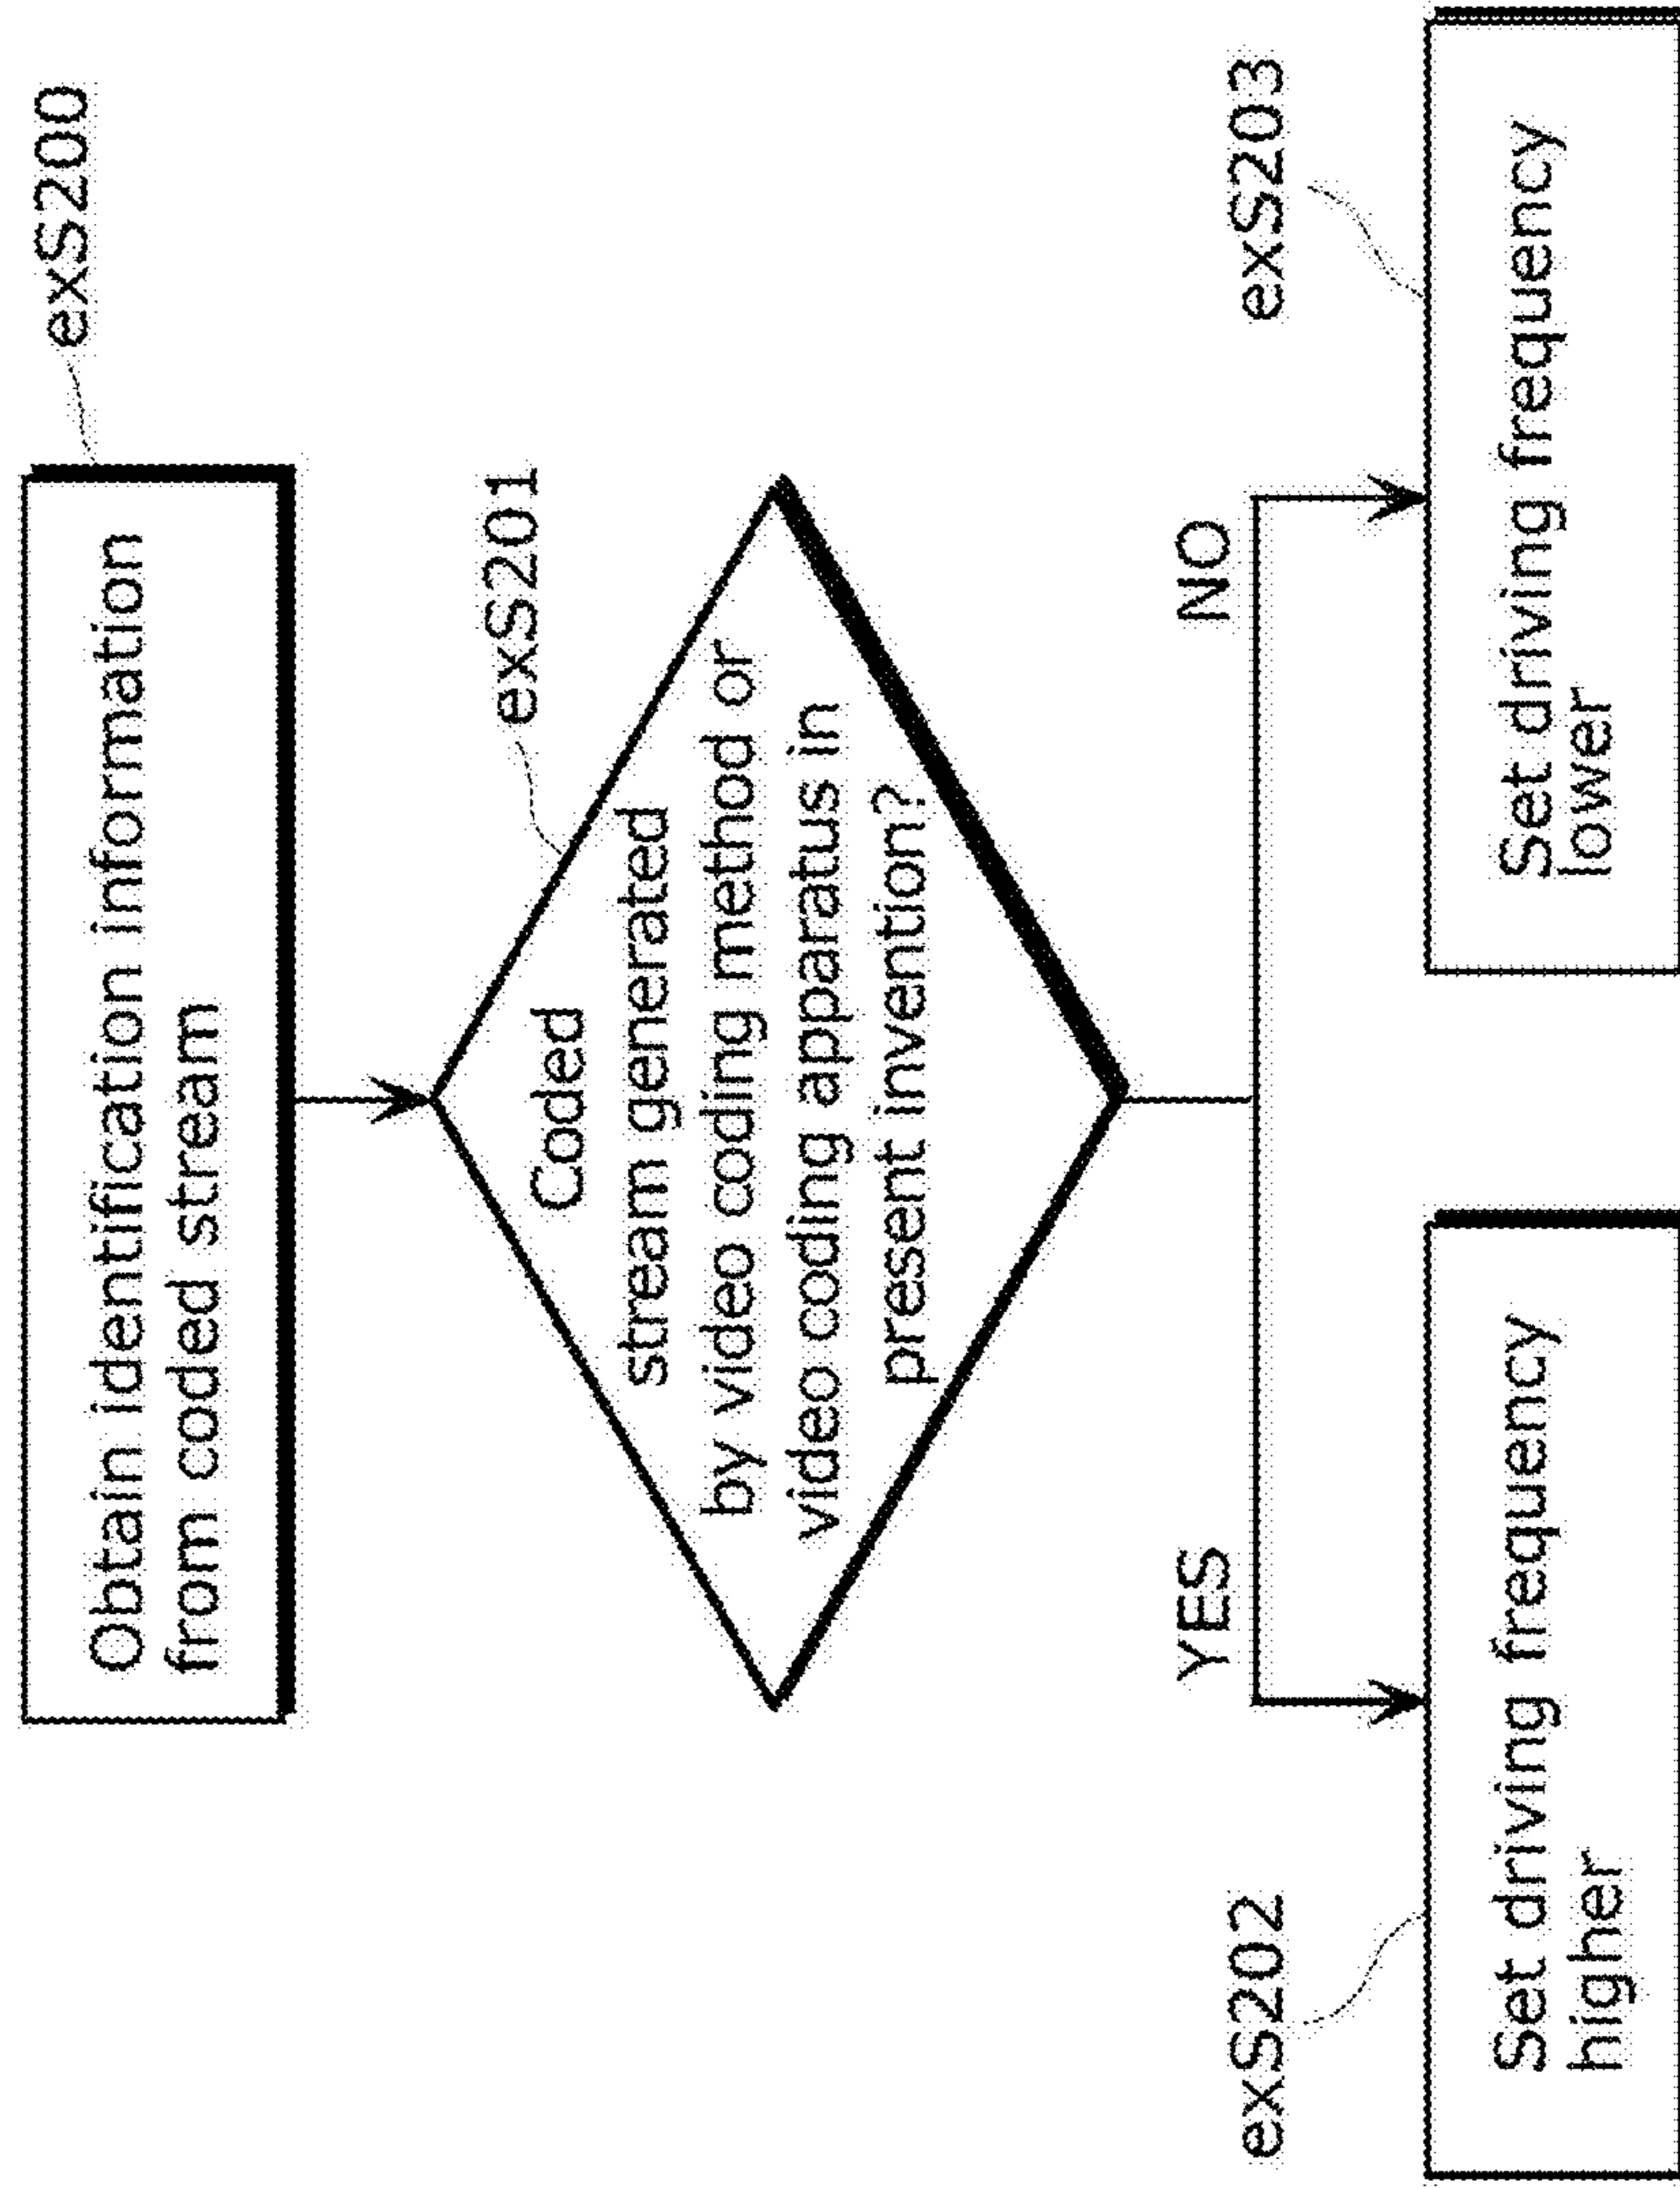 exS200
Obtain identification information
from coded stream
exS201
Coded
stream generated
by video coding method or
video coding apparatus in
present invention?
YES
NO
exS202
exS203
Set driving frequency
higher
Set driving frequency
lower